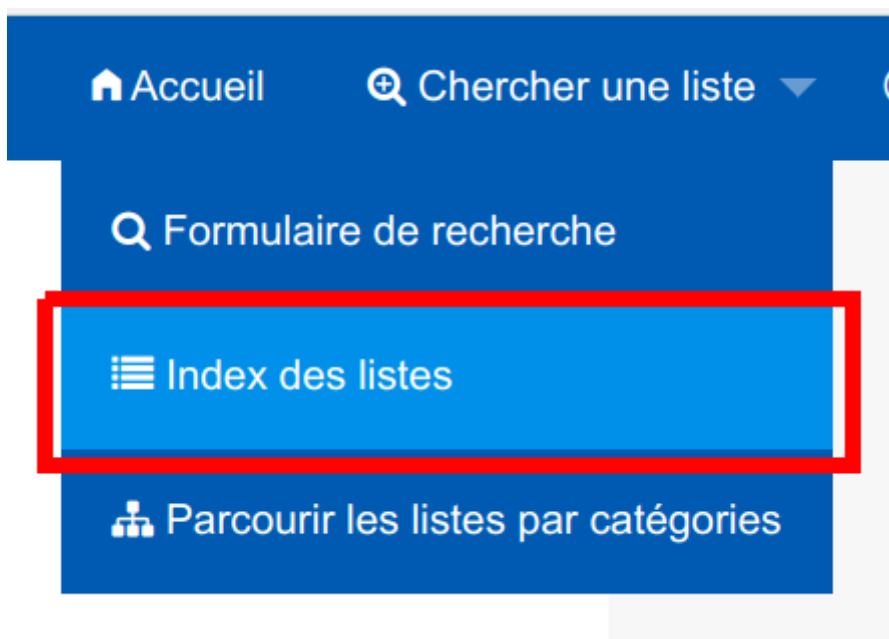 Accueil Chercher une liste
Formulaire de recherche
Index des listes
Parcourir les listes par catégories